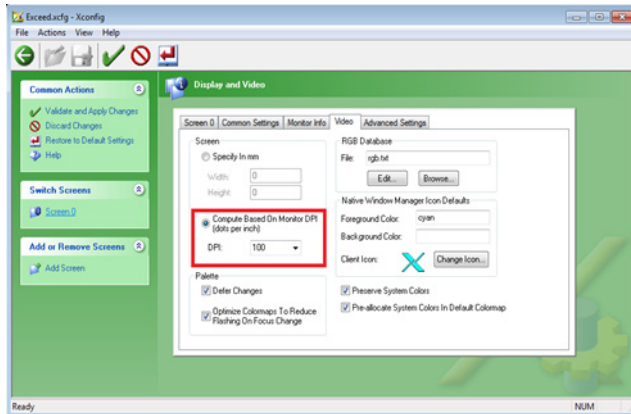 Exceed.xcfg - Xconfig
File Actions View Help
Common Actions
Validate and Apply Changes
Discard Changes
Restore to Default Settings
Help
Switch Screens
Screen 0
Add or Remove Screens
Add Screen
Display and Video
Screen 0 Common Settings Monitor Info Video Advanced Settings
Screen
Specify In mm
Width: 0
Height: 0
Compute Based On Monitor DPI
(dots per inch)
DPI: 100
Palette
Defer Changes
Optimize Colormaps To Reduce
Flashing On Focus Change
RGB Database
File: rgb.txt
Edit... Browse...
Native Window Manager Icon Defaults
Foreground Color: cyan
Background Color:
Client Icon: Change Icon...
Preserve System Colors
Pre-allocate System Colors In Default Colormap
Ready NUM